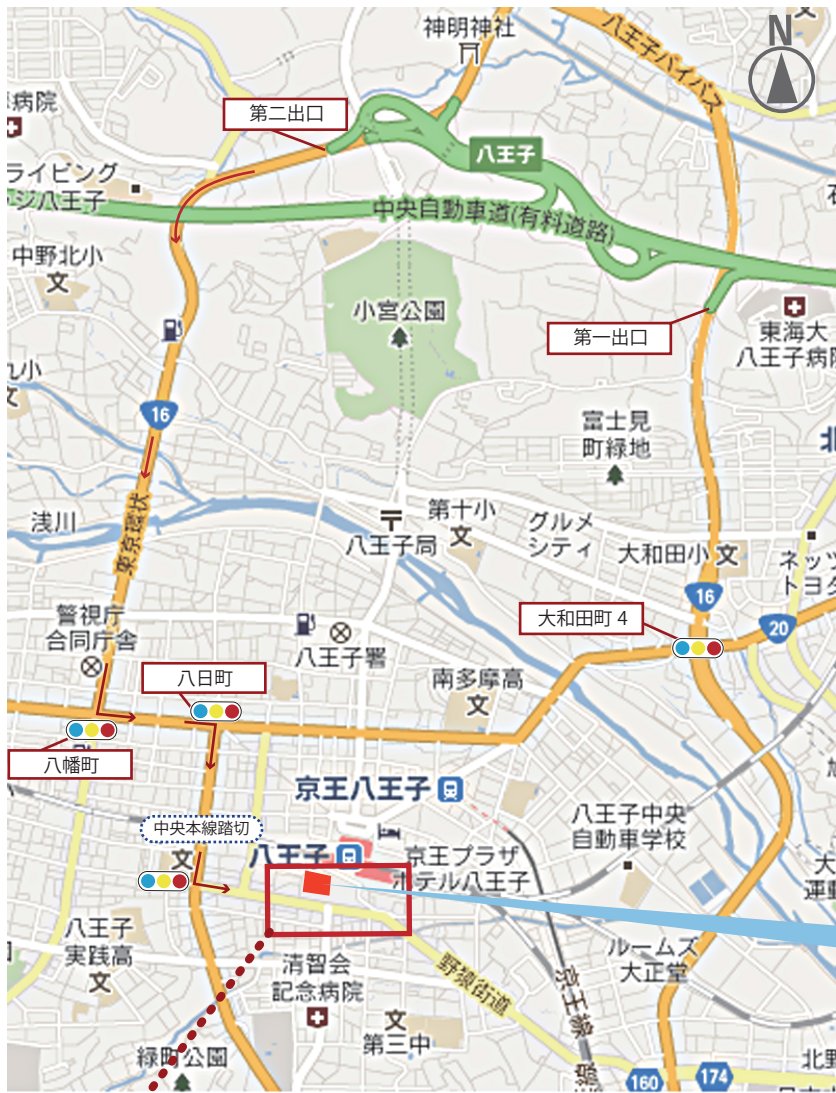 神明神社
N
八王子バイパス
病院
第二出口
八王子
ライビング
ジ八王子
中央自動車道(有料道路)
中野北小
文
小宮公園
第一出口
東海大
八王子病院
小
文
16
富士見
町緑地
北
東京環状
浅川
第十小
文
八王子局
グルメ
シティ
大和田小 文
ネッツ
トヨタ
16
警視庁
合同庁舎
大和田町 4
20
八王子署
八日町
南多摩高
文
八幡町
京王八王子
中央本線踏切
八王子
文
京王プラザ
ホテル八王子
八王子中央
自動車学校
大
運動
八王子
実践高
文
清智会
記念病院
野猿街道
ルームズ
大正堂
京王線
第三中
文
緑町公園
北野
線
160
174